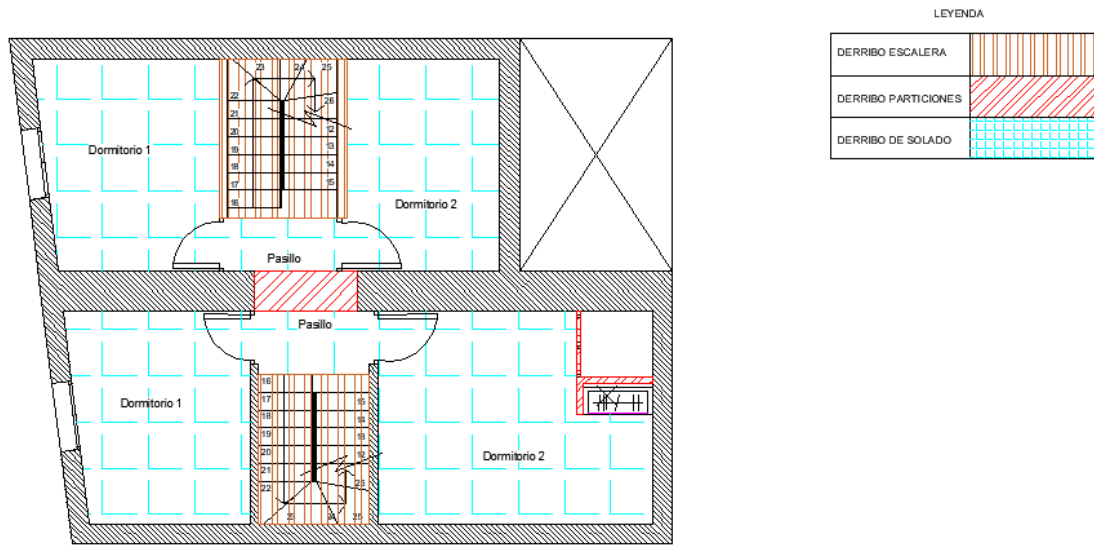 LEYENDA
DERRIBO ESCALERA
DERRIBO PARTICIONES
DERRIBO DE SOLADO
23 24 25
22 26
21 12
20 13
19 14
18 15
17
16
Dormitorio 1
Dormitorio 2
Pasillo
Pasillo
16
17 15
18 14
19 13
20 12
21
22 26
23 24 25
Dormitorio 1
Dormitorio 2